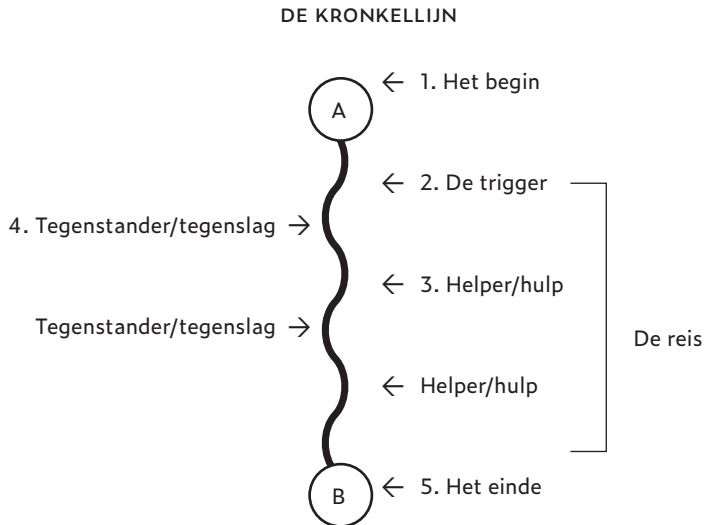 DE KRONKELLIJN
A
← 1. Het begin
← 2. De trigger
4. Tegenstander/tegenslag →
← 3. Helper/hulp
Tegenstander/tegenslag →
De reis
← Helper/hulp
B
← 5. Het einde